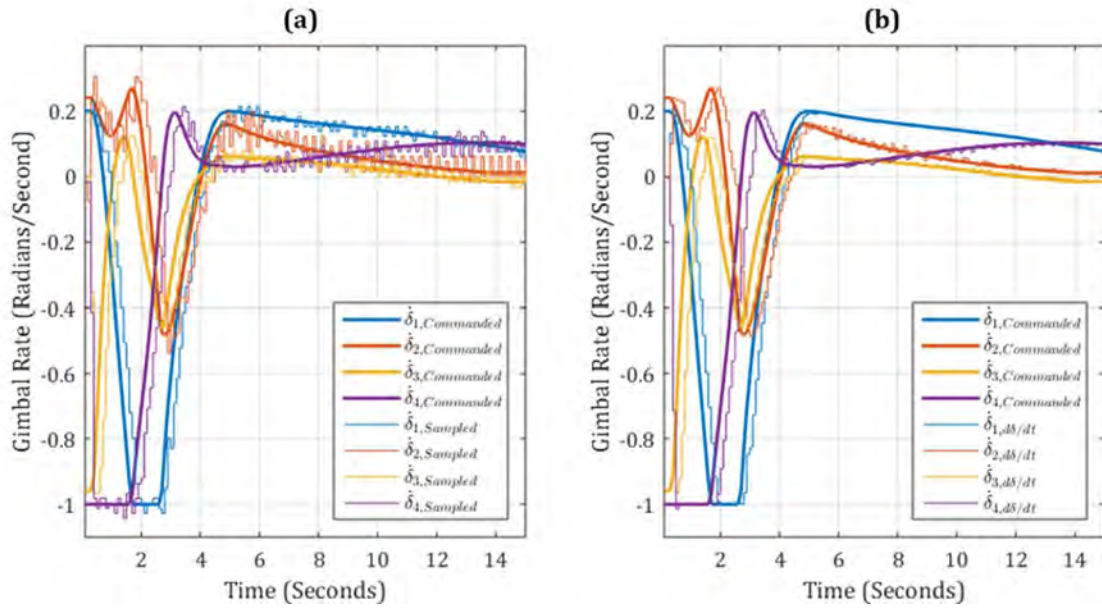 (a)
Gimbal Rate (Radians/Second)
0.2
0
-0.2
-0.4
-0.6
-0.8
-1
2
4
6
8
10
12
14
Time (Seconds)
δ̇1,Commanded
δ̇2,Commanded
δ̇3,Commanded
δ̇4,Commanded
δ̇1,Sampled
δ̇2,Sampled
δ̇3,Sampled
δ̇4,Sampled
(b)
Gimbal Rate (Radians/Second)
0.2
0
-0.2
-0.4
-0.6
-0.8
-1
2
4
6
8
10
12
14
Time (Seconds)
δ̇1,Commanded
δ̇2,Commanded
δ̇3,Commanded
δ̇4,Commanded
δ̇1,dδ/dt
δ̇2,dδ/dt
δ̇3,dδ/dt
δ̇4,dδ/dt